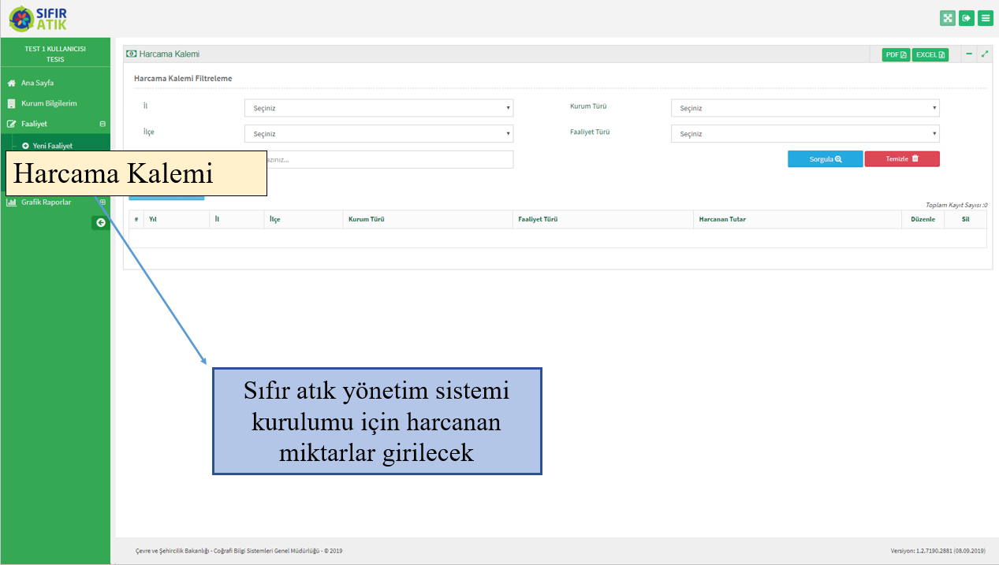 SIFIR
ATIK
TEST 1 KULLANICISI
TESIS
Ana Sayfa
Kurum Bilgilerim
Faaliyet
Yeni Faaliyet
Harcama Kalemi
Grafik Raporlar
Harcama Kalemi
PDF
EXCEL
Harcama Kalemi Filtreleme
İl
Seçiniz
Kurum Türü
Seçiniz
İlçe
Seçiniz
Faaliyet Türü
Seçiniz
Sorgula
Temizle
Toplam Kayıt Sayısı :0
# Yıl İl İlçe Kurum Türü Faaliyet Türü Harcanan Tutar Düzenle Sil
Sıfır atık yönetim sistemi
kurulumu için harcanan
miktarlar girilecek
Çevre ve Şehircilik Bakanlığı - Coğrafi Bilgi Sistemleri Genel Müdürlüğü - © 2019
Versiyon: 1.2.7190.2881 (08.09.2019)